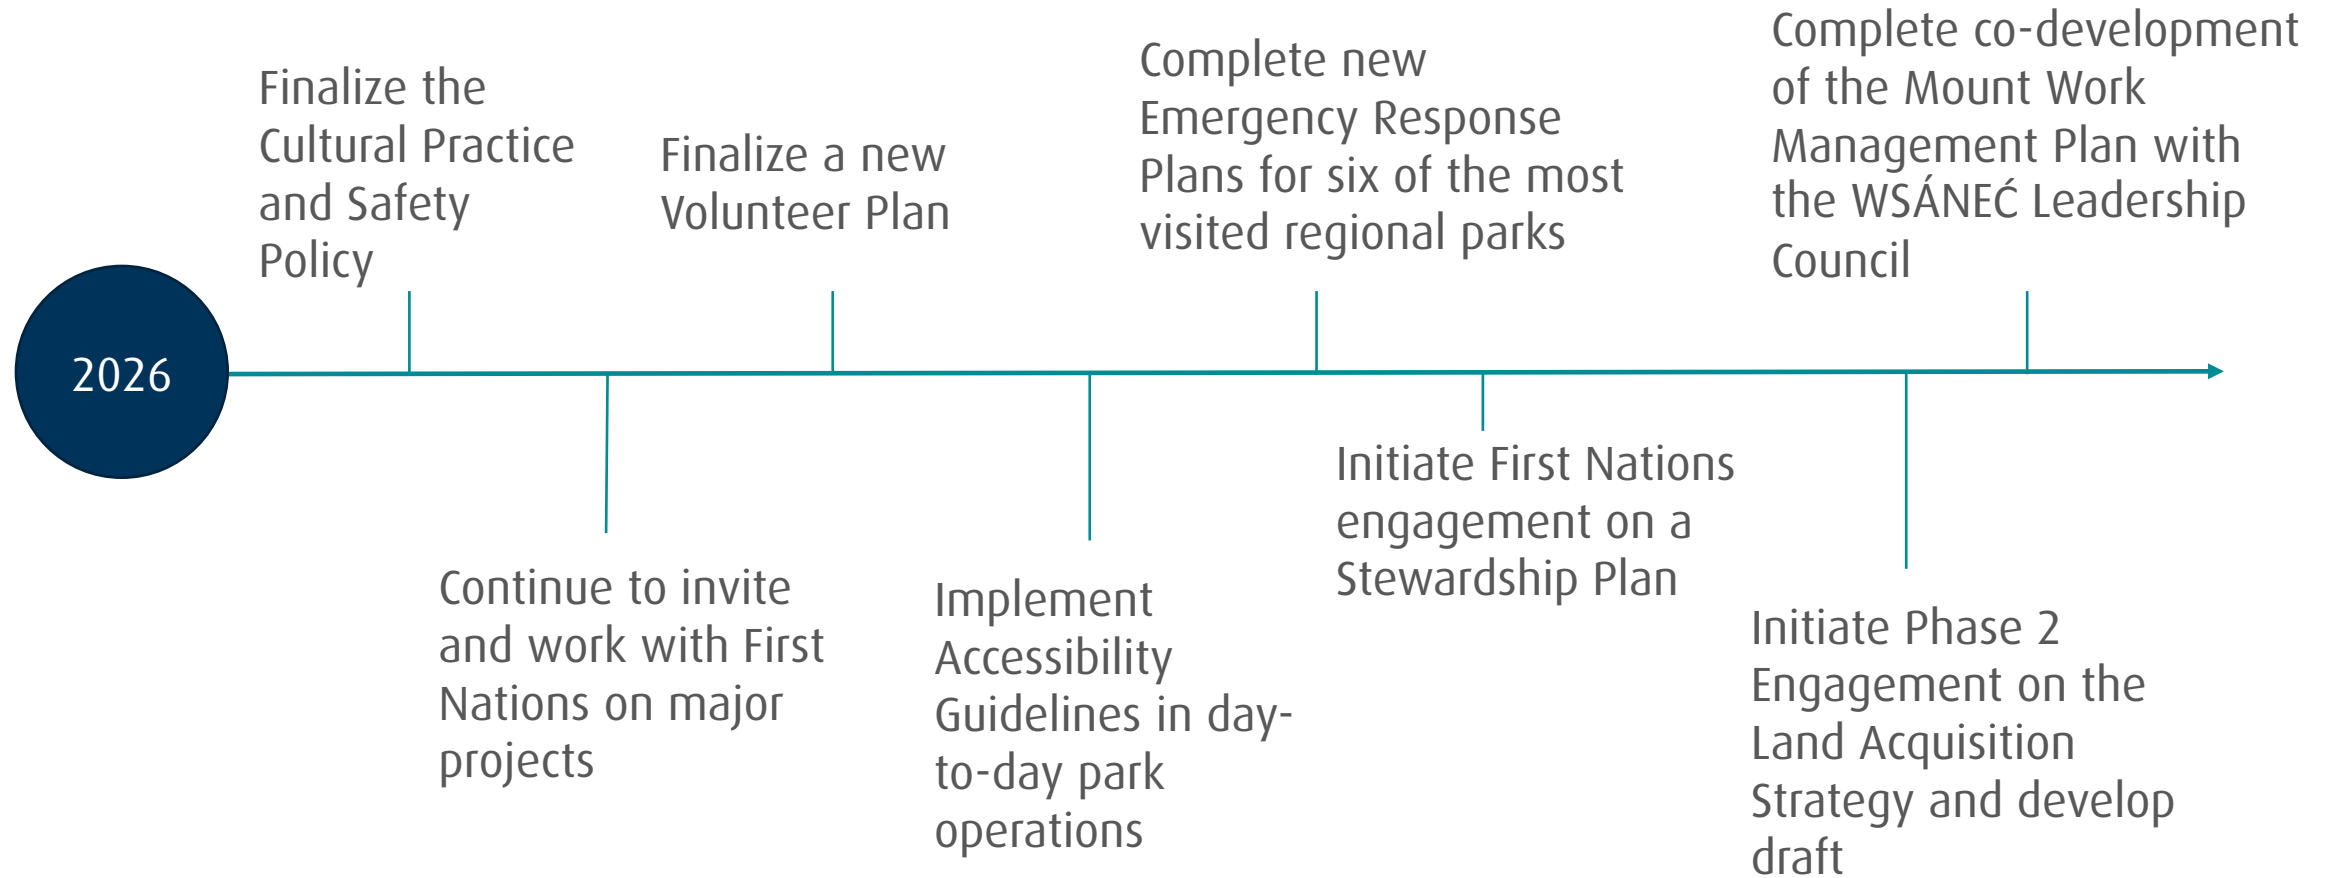 2026
Finalize the
Cultural Practice
and Safety
Policy
Continue to invite
and work with First
Nations on major
projects
Finalize a new
Volunteer Plan
Implement
Accessibility
Guidelines in day-
to-day park
operations
Complete new
Emergency Response
Plans for six of the most
visited regional parks
Initiate First Nations
engagement on a
Stewardship Plan
Initiate Phase 2
Engagement on the
Land Acquisition
Strategy and develop
draft
Complete co-development
of the Mount Work
Management Plan with
the WSÁNEĆ Leadership
Council